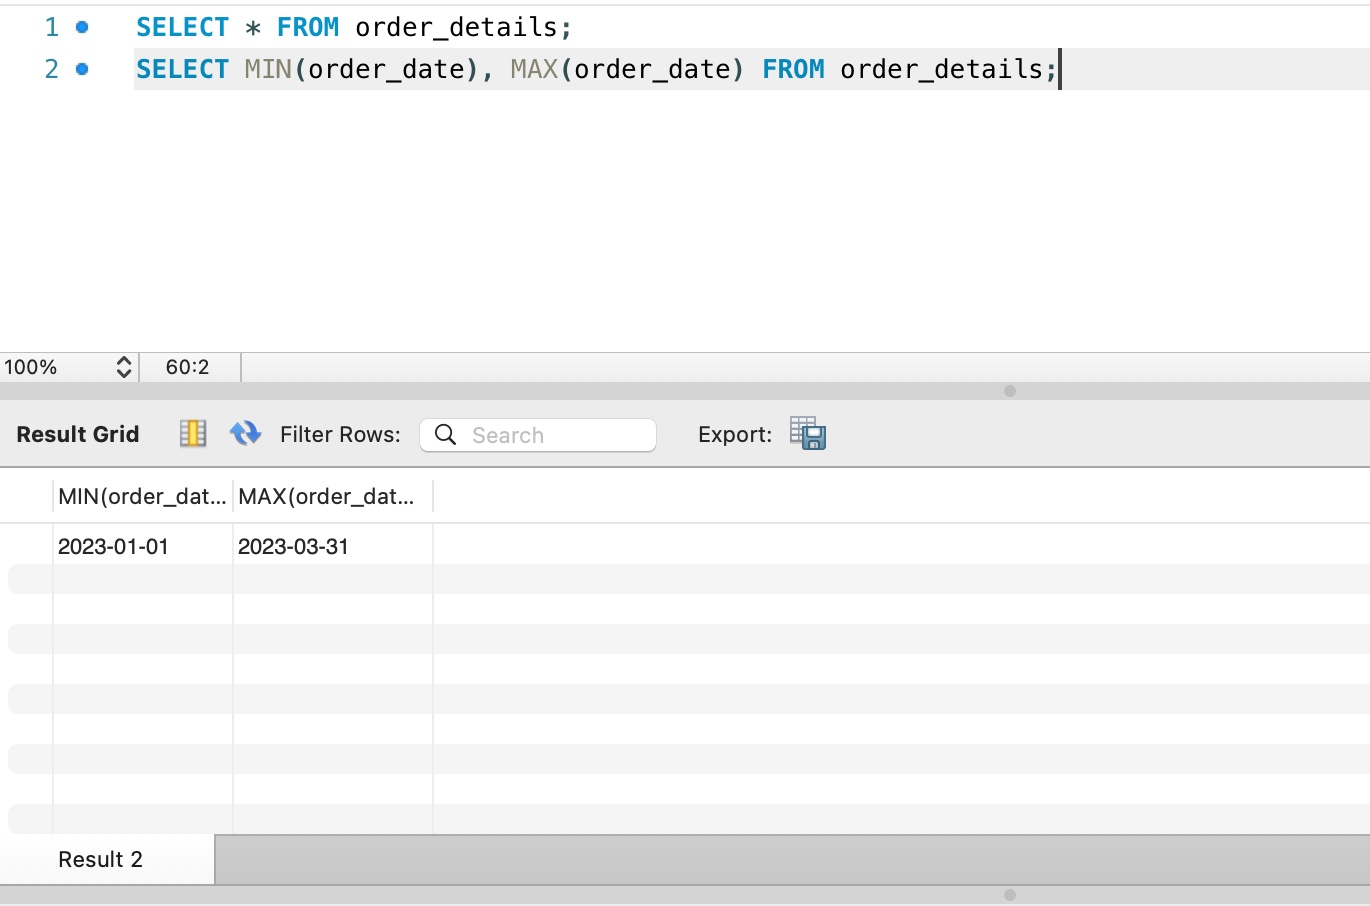 1 SELECT * FROM order_details;
2 SELECT MIN(order_date), MAX(order_date) FROM order_details;
100% 60:2
Result Grid Filter Rows: Search Export:
MIN(order_dat... MAX(order_dat...
2023-01-01 2023-03-31
Result 2